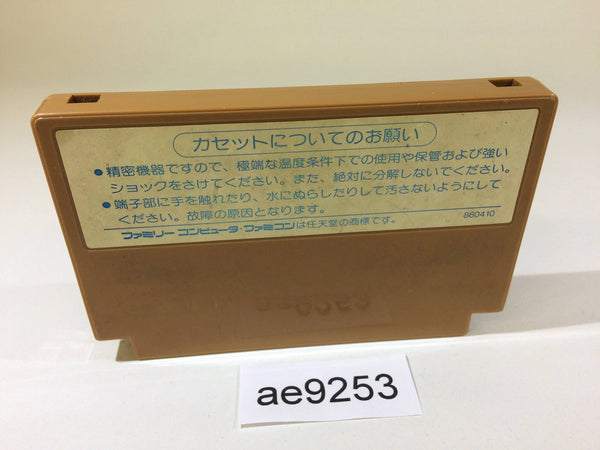 カセットについてのお願い
●精密機器ですので、極端な温度条件下での使用や保管および強い
ショックをさけてください。また、絶対に分解しないでください。
●端子部に手を触れたり、水にぬらしたりして汚さないようにして
ください。故障の原因となります。
860410
ファミリーコンピュータ・ファミコンは任天堂の商標です。
ae9253